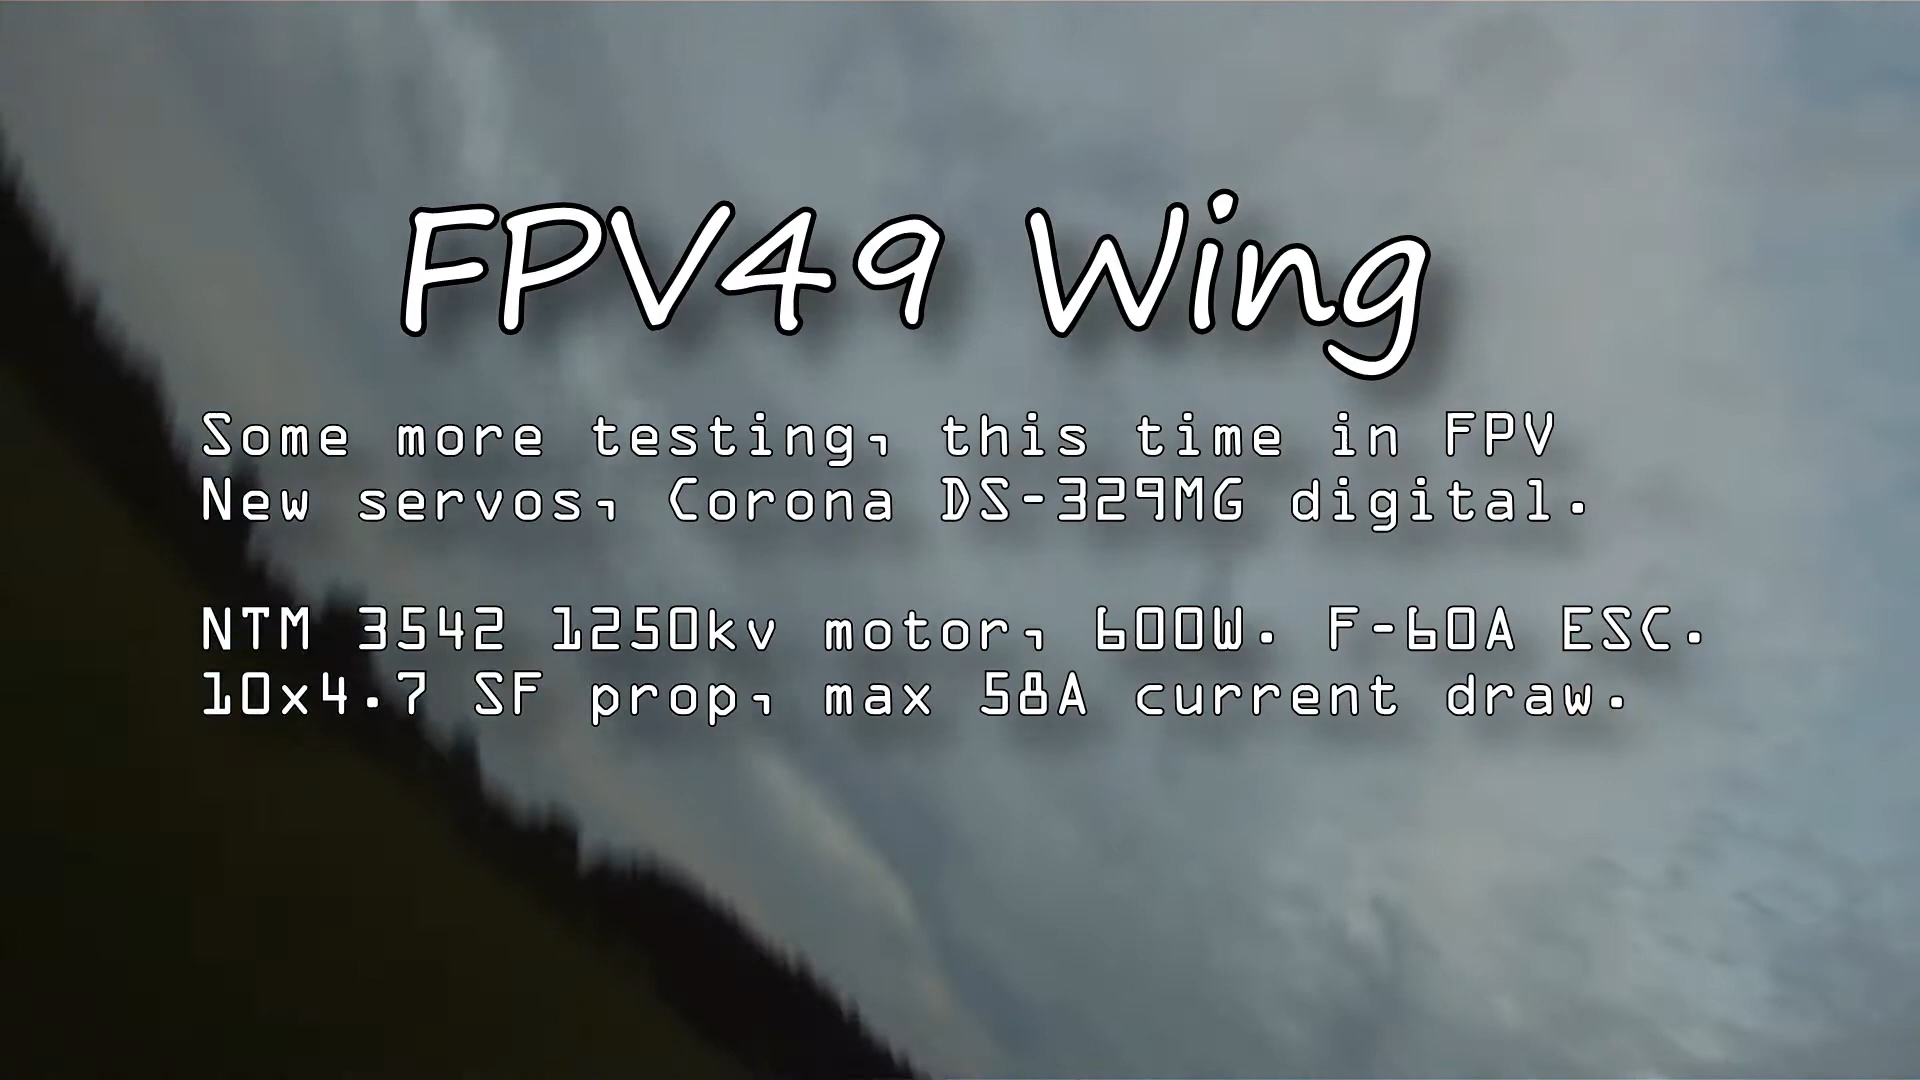 FPV49 Wing
Some more testing, this time in FPV
New servos, Corona DS-329MG digital.
NTM 3542 1250kv motor, 600W. F-60A ESC.
10x4.7 SF prop, max 58A current draw.